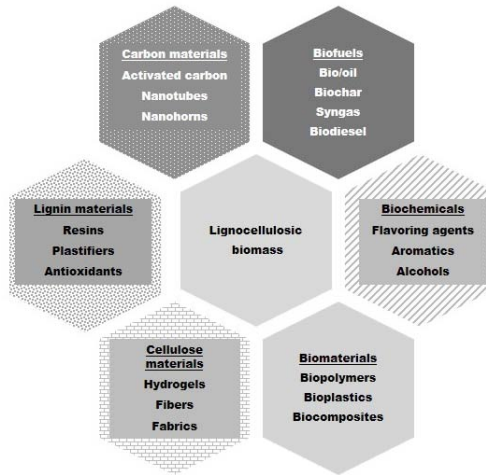 Carbon materials
Activated carbon
Nanotubes
Nanohorns
Biofuels
Bio/oil
Biochar
Syngas
Biodiesel
Lignin materials
Resins
Plastifiers
Antioxidants
Lignocellulosic
biomass
Biochemicals
Flavoring agents
Aromatics
Alcohols
Cellulose
materials
Hydrogels
Fibers
Fabrics
Biomaterials
Biopolymers
Bioplastics
Biocomposites